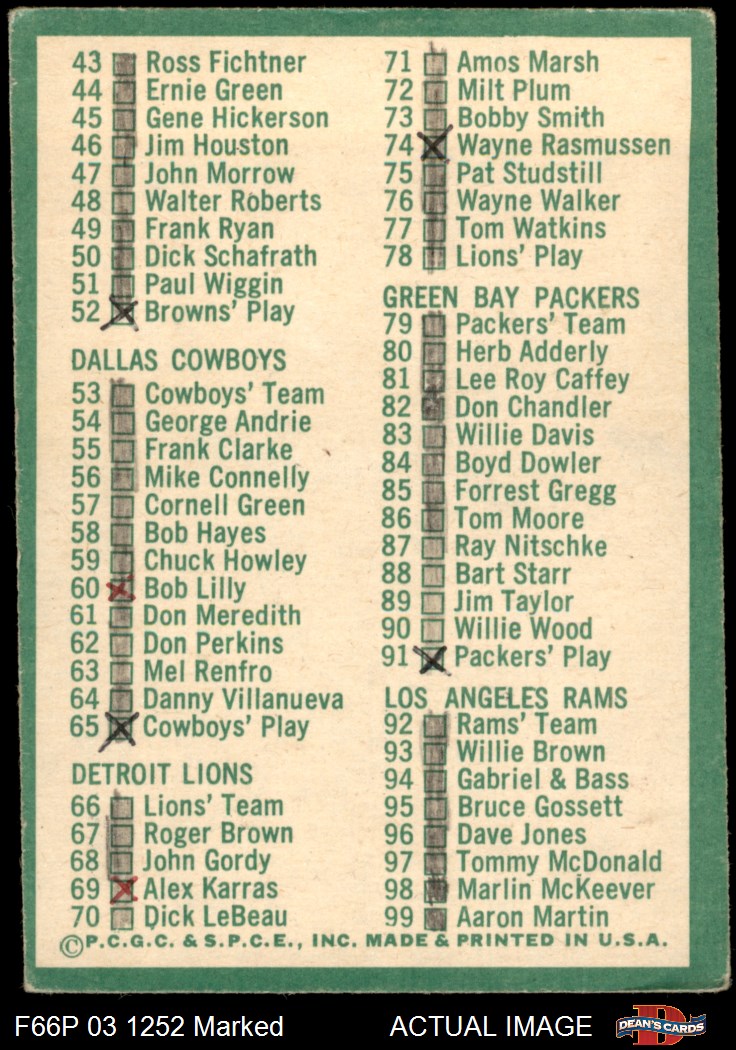 43 Ross Fichtner
44 Ernie Green
45 Gene Hickerson
46 Jim Houston
47 John Morrow
48 Walter Roberts
49 Frank Ryan
50 Dick Schafrath
51 Paul Wiggin
52 Browns' Play
DALLAS COWBOYS
53 Cowboys' Team
54 George Andrie
55 Frank Clarke
56 Mike Connelly
57 Cornell Green
58 Bob Hayes
59 Chuck Howley
60 Bob Lilly
61 Don Meredith
62 Don Perkins
63 Mel Renfro
64 Danny Villanueva
65 Cowboys' Play
DETROIT LIONS
66 Lions' Team
67 Roger Brown
68 John Gordy
69 Alex Karras
70 Dick LeBeau
71 Amos Marsh
72 Milt Plum
73 Bobby Smith
74 Wayne Rasmussen
75 Pat Studstill
76 Wayne Walker
77 Tom Watkins
78 Lions' Play
GREEN BAY PACKERS
79 Packers' Team
80 Herb Adderly
81 Lee Roy Caffey
82 Don Chandler
83 Willie Davis
84 Boyd Dowler
85 Forrest Gregg
86 Tom Moore
87 Ray Nitschke
88 Bart Starr
89 Jim Taylor
90 Willie Wood
91 Packers' Play
LOS ANGELES RAMS
92 Rams' Team
93 Willie Brown
94 Gabriel & Bass
95 Bruce Gossett
96 Dave Jones
97 Tommy McDonald
98 Marlin McKeever
99 Aaron Martin
©P.C.G.C. & S.P.C.E., INC. MADE & PRINTED IN U.S.A.
F66P 03 1252 Marked
ACTUAL IMAGE
DEAN'S CARDS